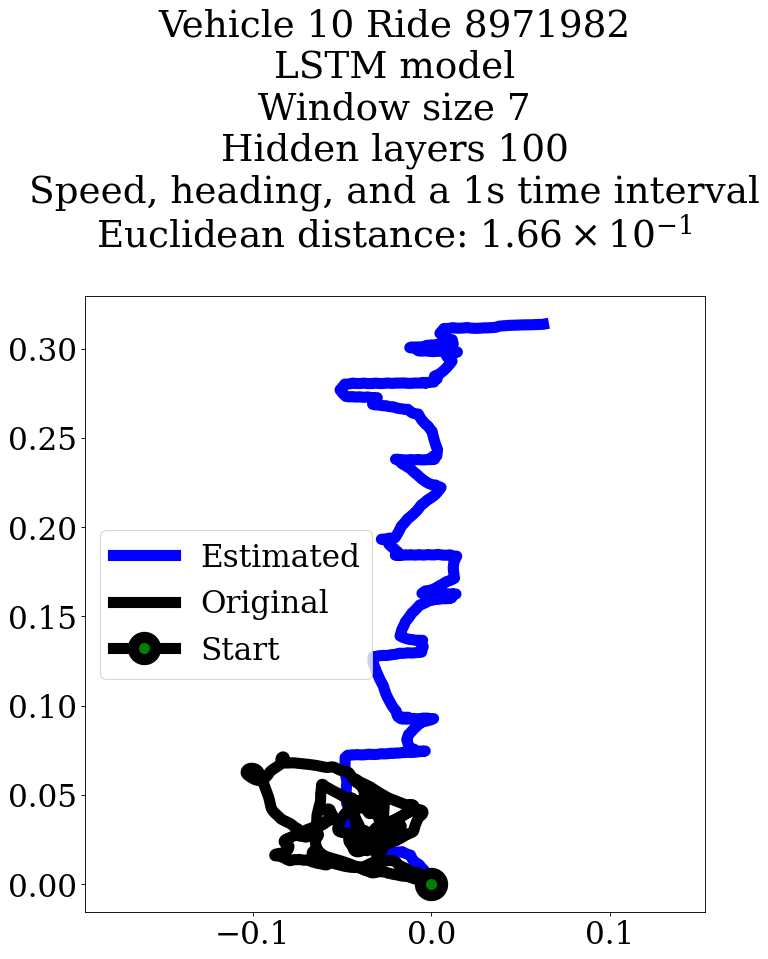 Vehicle 10 Ride 8971982
LSTM model
Window size 7
Hidden layers 100
Speed, heading, and a 1s time interval
Euclidean distance: 1.66 × 10⁻¹
0.30
0.25
0.20
0.15
0.10
0.05
0.00
Estimated
Original
Start
−0.1 0.0 0.1